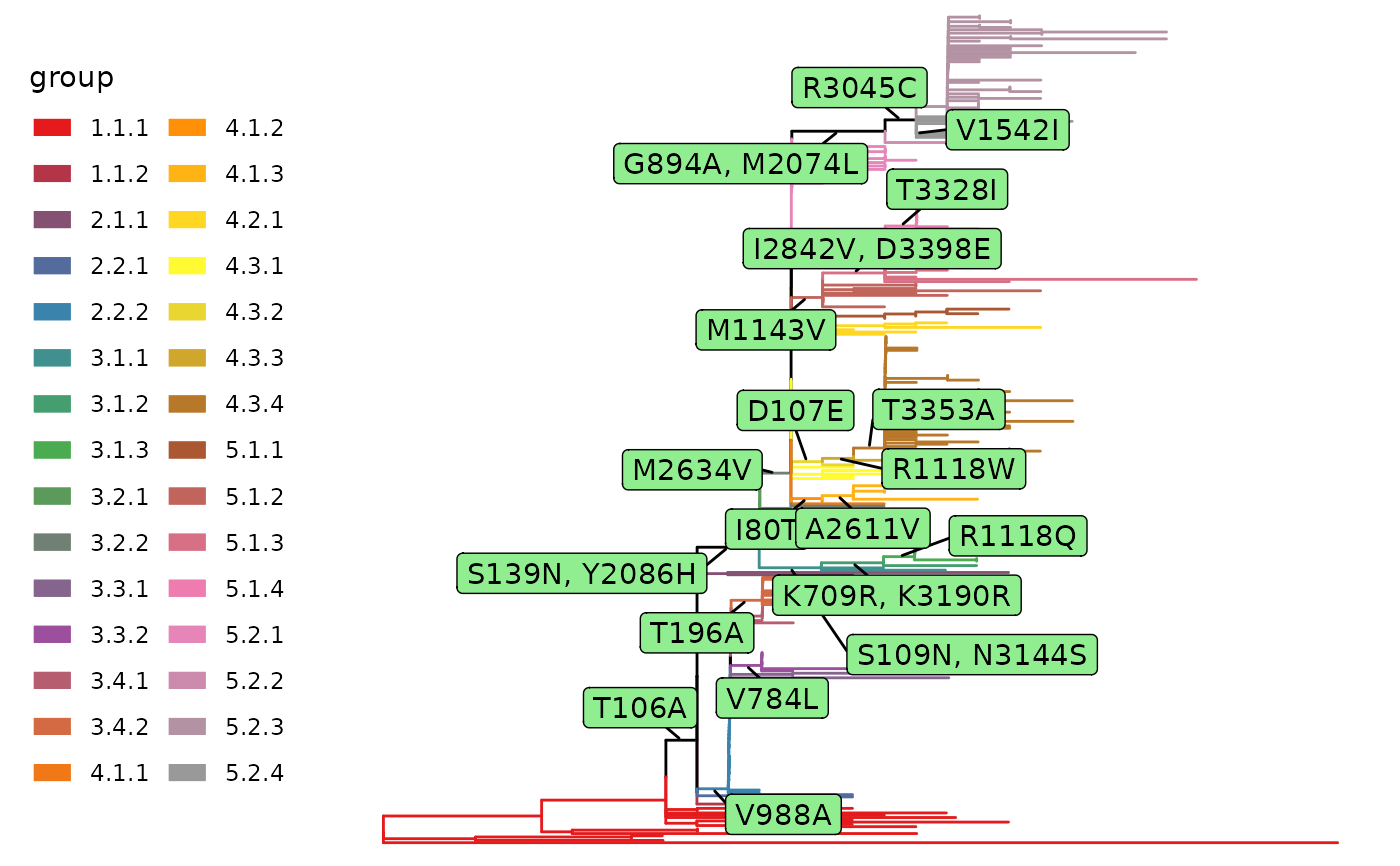 group
1.1.1 4.1.2
1.1.2 4.1.3
2.1.1 4.2.1
2.2.1 4.3.1
2.2.2 4.3.2
3.1.1 4.3.3
3.1.2 4.3.4
3.1.3 5.1.1
3.2.1 5.1.2
3.2.2 5.1.3
3.3.1 5.1.4
3.3.2 5.2.1
3.4.1 5.2.2
3.4.2 5.2.3
4.1.1 5.2.4
R3045C
V1542I
G894A, M2074L
T3328I
I2842V, D3398E
M1143V
D107E
T3353A
M2634V
R1118W
I80T
A2611V
R1118Q
S139N, Y2086H
K709R, K3190R
T196A
S109N, N3144S
V784L
T106A
V988A